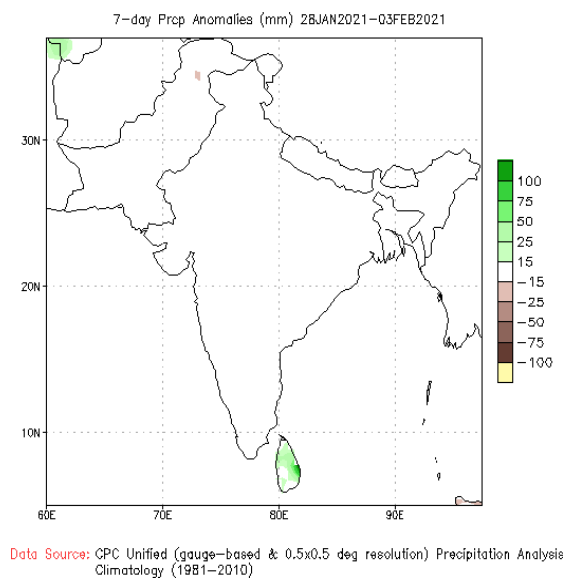 7-day Prcp Anomalies (mm) 28JAN2021-03FEB2021
30N
20N
10N
60E 70E 80E 90E
100
75
50
25
15
-15
-25
-50
-75
-100
Data Source: CPC Unified (gauge-based & 0.5x0.5 deg resolution) Precipitation Analysis
Climatology (1981-2010)